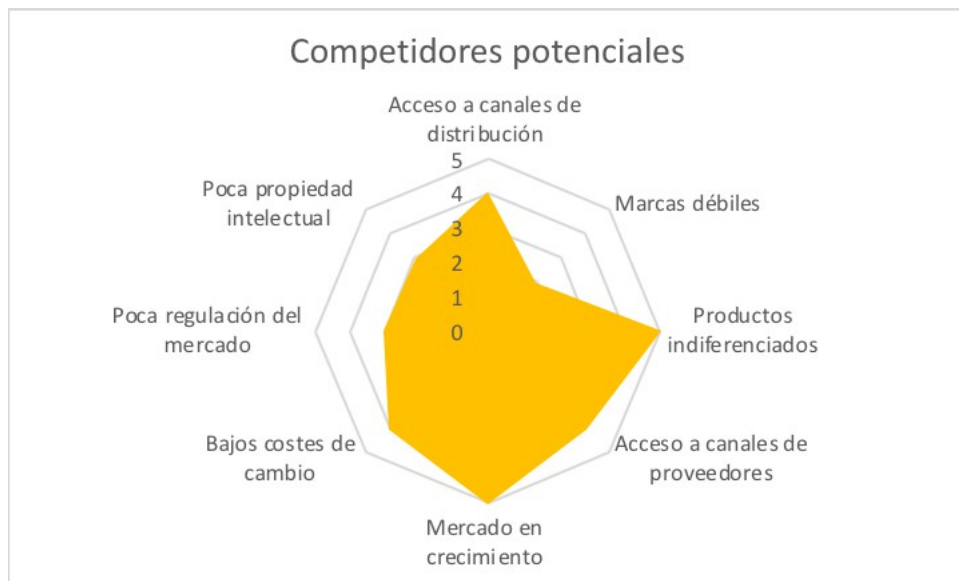 Competidores potenciales
Acceso a canales de
distribución
5
4
3
2
1
0
Marcas débiles
Productos
indiferenciados
Acceso a canales de
proveedores
Mercado en
crecimiento
Bajos costes de
cambio
Poca regulación del
mercado
Poca propiedad
intelectual